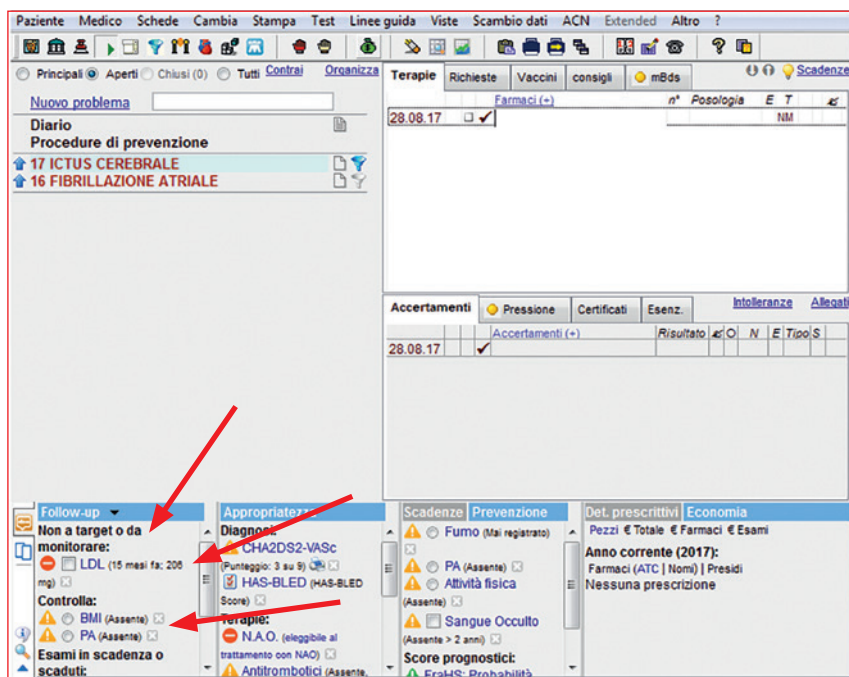 Paziente Medico Schede Cambia Stampa Test Linee guida Viste Scambio dati ACN Extended Altro ?
Principali Aperti Chiusi (0) Tutti Contrai Organizza
Nuovo problema
Diario
Procedure di prevenzione
17 ICTUS CEREBRALE
16 FIBRILLAZIONE ATRIALE
Terapie Richieste Vaccini consigli mBds Scadenze
Farmaci (+) n° Posologia E T
28.08.17 NM
Accertamenti Pressione Certificati Esenz. Intolleranze Allegati
Accertamenti (+) Risultato O N E Tipo S
28.08.17
Follow-up
Non a target o da
monitorare:
LDL (15 mesi fa; 206
mg)
Controlla:
BMI (Assente)
PA (Assente)
Esami in scadenza o
scaduti:
Appropriatezza
Diagnosi:
CHA2DS2-VASc
(Punteggio: 3 su 9)
HAS-BLED (HAS-BLED
Score)
Terapie:
N.A.O. (eleggibile al
trattamento con NAO)
Antitrombotici (Assente,
Scadenze Prevenzione
Fumo (Mai registrato)
PA (Assente)
Attività fisica
(Assente)
Sangue Occulto
(Assente > 2 anni)
Score prognostici:
FraHS: Probabilità
Det. prescrittivi Economia
Pezzi € Totale € Farmaci € Esami
Anno corrente (2017):
Farmaci (ATC | Nomi) | Presidi
Nessuna prescrizione